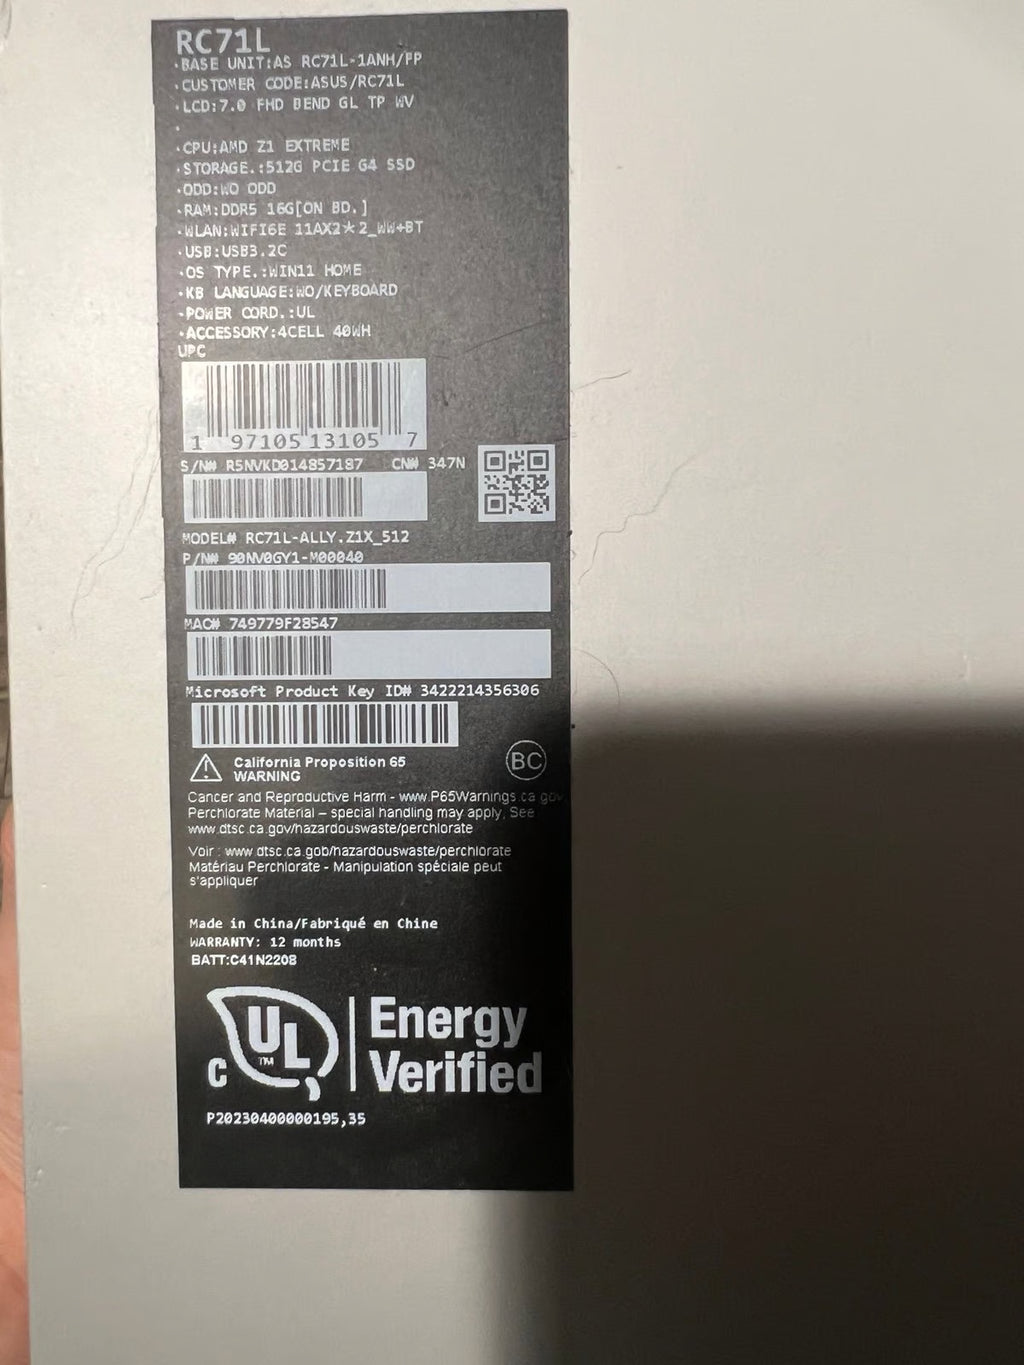 RC71L
·BASE UNIT:AS RC71L-1ANH/FP
·CUSTOMER CODE:ASUS/RC71L
·LCD:7.0 FHD BEND GL TP WV
·
·CPU:AMD Z1 EXTREME
·STORAGE.:512G PCIE G4 SSD
·ODD:WO ODD
·RAM:DDR5 16G[ON BD.]
·WLAN:WIFI6E 11AX2*2_WW+BT
·USB:USB3.2C
·OS TYPE.:WIN11 HOME
·KB LANGUAGE:WO/KEYBOARD
·POWER CORD.:UL
·ACCESSORY:4CELL 40WH
UPC
1 97105 13105 7
S/N# R5NVKD014857187 CN# 347N
MODEL# RC71L-ALLY.Z1X_512
P/N# 90NV0GY1-M00040
MAC# 749779F28547
Microsoft Product Key ID# 3422214356306
California Proposition 65
WARNING
BC
Cancer and Reproductive Harm - www.P65Warnings.ca.gov
Perchlorate Material – special handling may apply, See
www.dtsc.ca.gov/hazardouswaste/perchlorate
Voir : www.dtsc.ca.gob/hazardouswaste/perchlorate
Matériau Perchlorate - Manipulation spéciale peut
s'appliquer
Made in China/Fabriqué en Chine
WARRANTY: 12 months
BATT:C41N2208
C UL TM Energy
Verified
P20230400000195,35